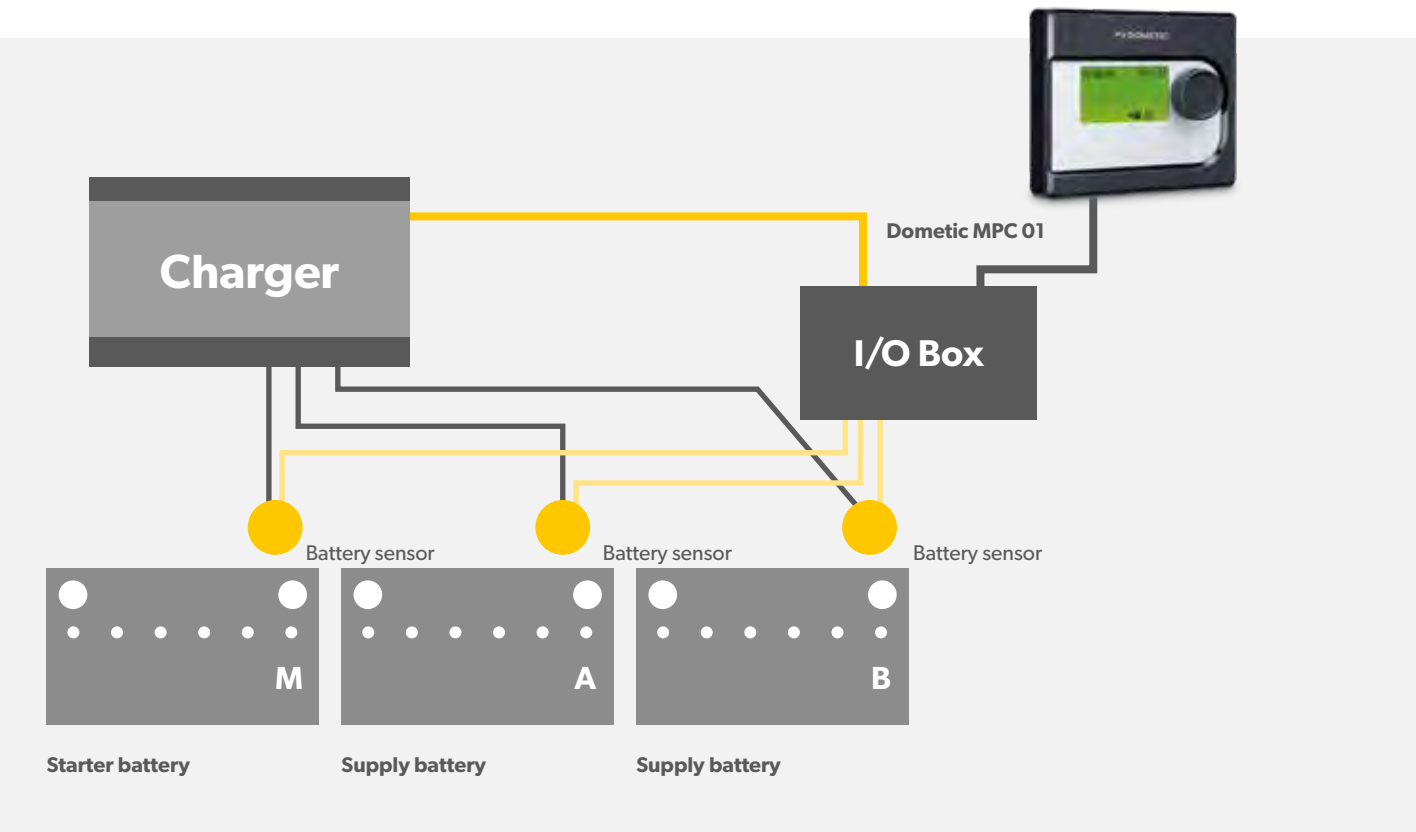 Dometic MPC 01
Charger
I/O Box
Battery sensor
Battery sensor
Battery sensor
M
A
B
Starter battery
Supply battery
Supply battery